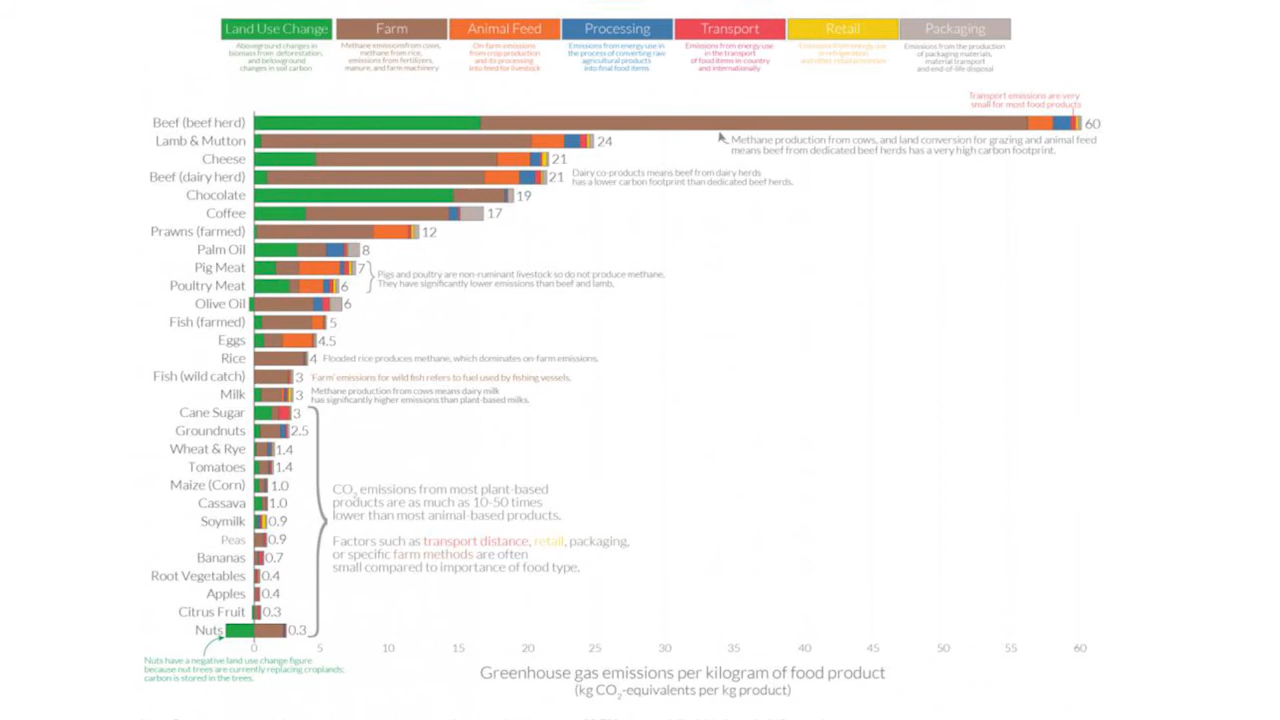 Land Use Change Farm Animal Feed Processing Transport Retail Packaging
Aboveground changes in
biomass from deforestation,
and belowground
changes in soil carbon
Methane emissions from cows,
methane from rice,
emissions from fertilizers,
manure, and farm machinery
On-farm emissions
from crop production
and its processing
into feed for livestock
Emissions from energy use in
the process of converting raw
agricultural products
into final food items
Emissions from energy use
in the transport
of food items in country
and internationally
Emissions from energy use
in refrigeration
and other retail processes
Emissions from the production
of packaging materials,
material transport
and end-of-life disposal
Transport emissions are very
small for most food products
Beef (beef herd) 60
Methane production from cows, and land conversion for grazing and animal feed
means beef from dedicated beef herds has a very high carbon footprint.
Lamb & Mutton 24
Cheese 21
Beef (dairy herd) 21
Dairy co-products means beef from dairy herds
has a lower carbon footprint than dedicated beef herds.
Chocolate 19
Coffee 17
Prawns (farmed) 12
Palm Oil 8
Pig Meat 7
Pigs and poultry are non-ruminant livestock so do not produce methane.
They have significantly lower emissions than beef and lamb.
Poultry Meat 6
Olive Oil 6
Fish (farmed) 5
Eggs 4.5
Rice 4 Flooded rice produces methane, which dominates on-farm emissions.
Fish (wild catch) 3 'Farm' emissions for wild fish refers to fuel used by fishing vessels.
Milk 3
Methane production from cows means dairy milk
has significantly higher emissions than plant-based milks.
Cane Sugar 3
Groundnuts 2.5
Wheat & Rye 1.4
Tomatoes 1.4
Maize (Corn) 1.0
Cassava 1.0
Soymilk 0.9
Peas 0.9
Bananas 0.7
Root Vegetables 0.4
Apples 0.4
Citrus Fruit 0.3
Nuts 0.3
CO2 emissions from most plant-based
products are as much as 10-50 times
lower than most animal-based products.
Factors such as transport distance, retail, packaging,
or specific farm methods are often
small compared to importance of food type.
0 5 10 15 20 25 30 35 40 45 50 55 60
Nuts have a negative land use change figure
because nut trees are currently replacing croplands;
carbon is stored in the trees.
Greenhouse gas emissions per kilogram of food product
(kg CO2-equivalents per kg product)